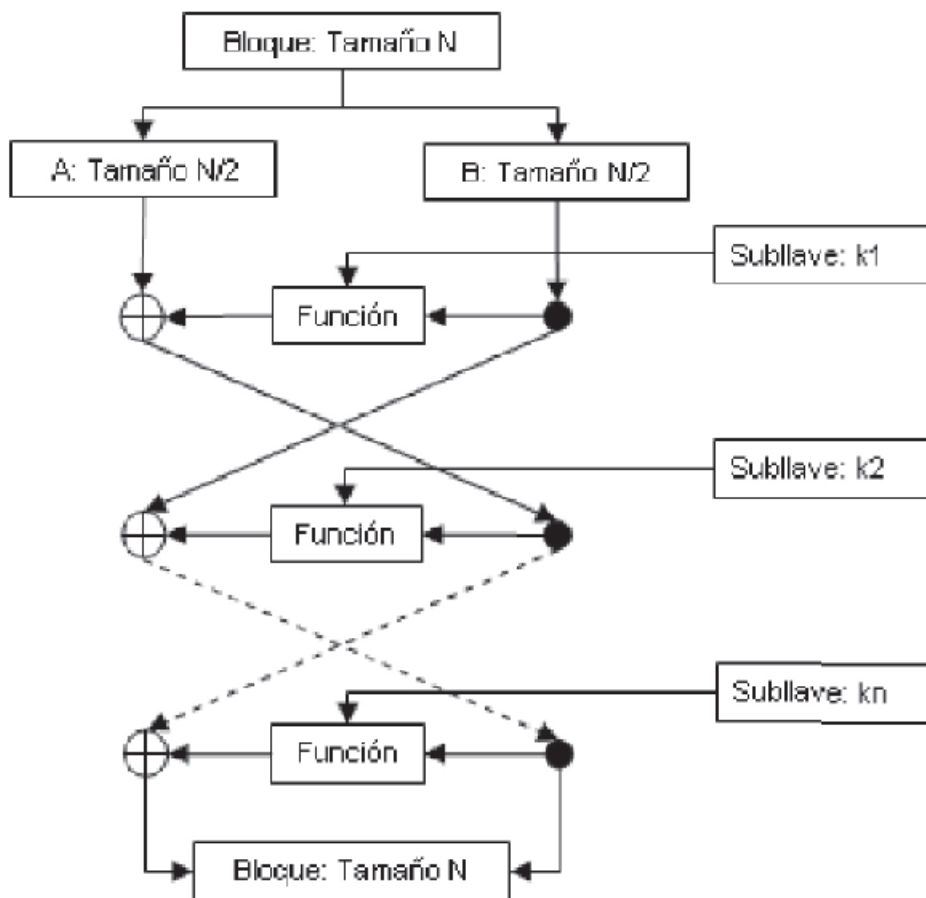 Bloque: Tamaño N
A: Tamaño N/2
B: Tamaño N/2
Subllave: k1
Función
Subllave: k2
Función
Subllave: kn
Función
Bloque: Tamaño N